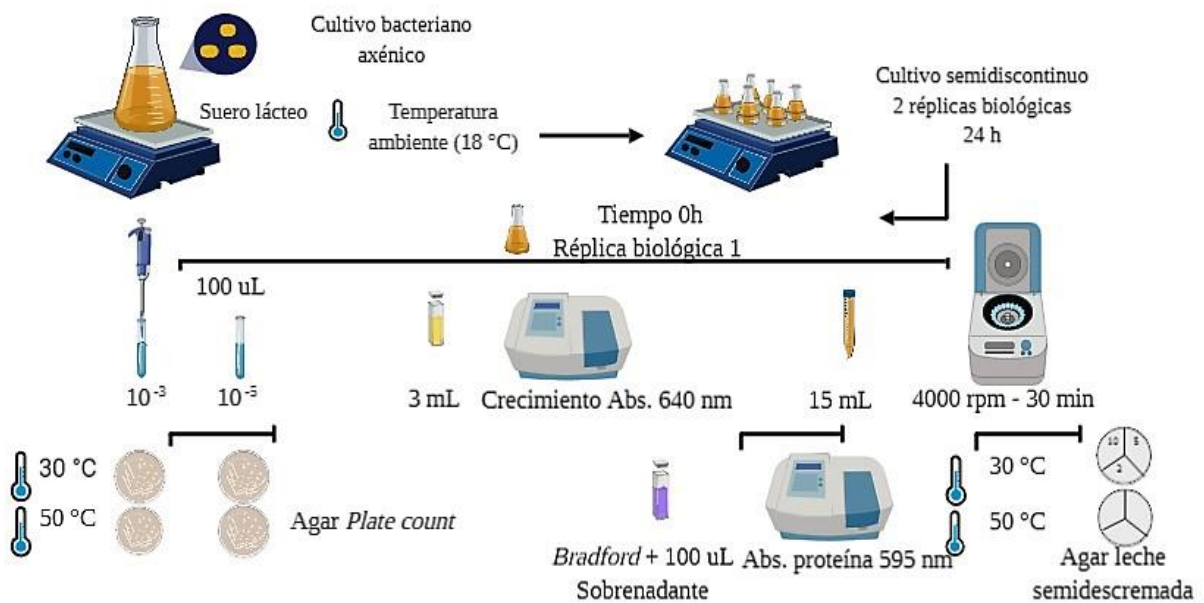 Cultivo bacteriano
axénico
Suero lácteo
Temperatura
ambiente (18 °C)
Cultivo semidiscontinuo
2 réplicas biológicas
24 h
Tiempo 0h
Réplica biológica 1
100 uL
10⁻³
10⁻⁵
3 mL
Crecimiento Abs. 640 nm
15 mL
4000 rpm - 30 min
30 °C
50 °C
Agar Plate count
Bradford + 100 uL
Sobrenadante
Abs. proteína 595 nm
30 °C
50 °C
10 5
2
Agar leche
semidescremada